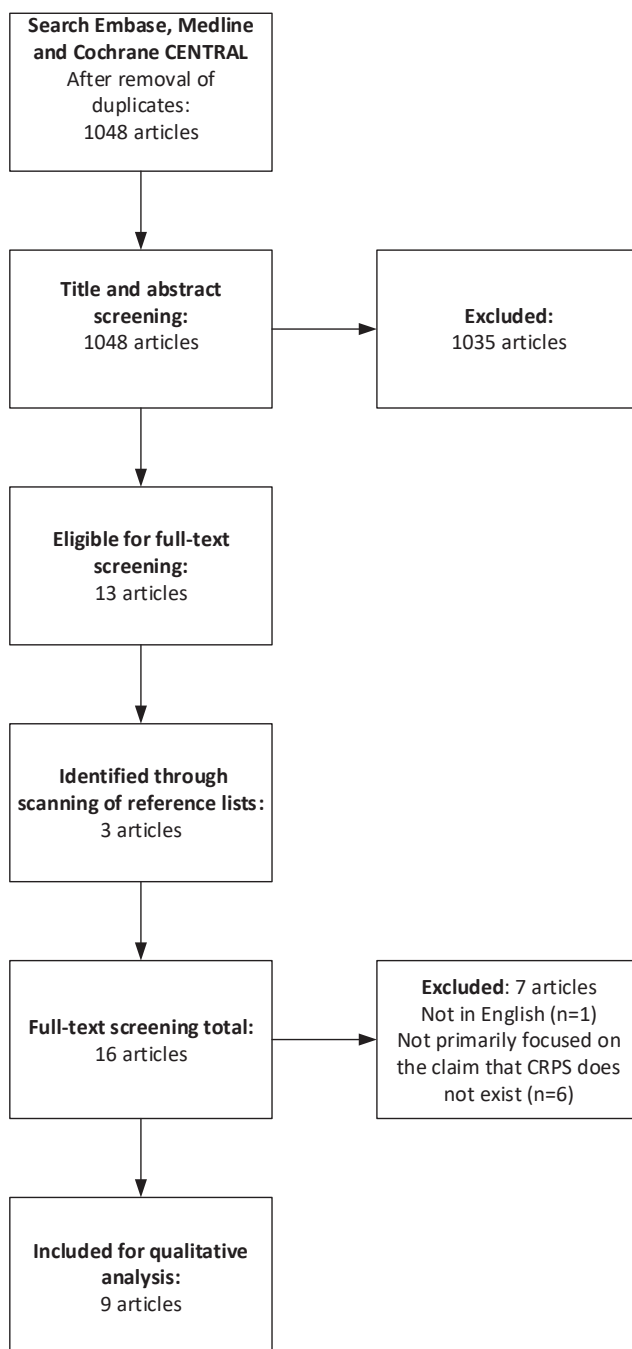 Search Embase, Medline
and Cochrane CENTRAL
After removal of
duplicates:
1048 articles
Title and abstract
screening:
1048 articles
Excluded:
1035 articles
Eligible for full-text
screening:
13 articles
Identified through
scanning of reference lists:
3 articles
Full-text screening total:
16 articles
Excluded: 7 articles
Not in English (n=1)
Not primarily focused on
the claim that CRPS does
not exist (n=6)
Included for qualitative
analysis:
9 articles